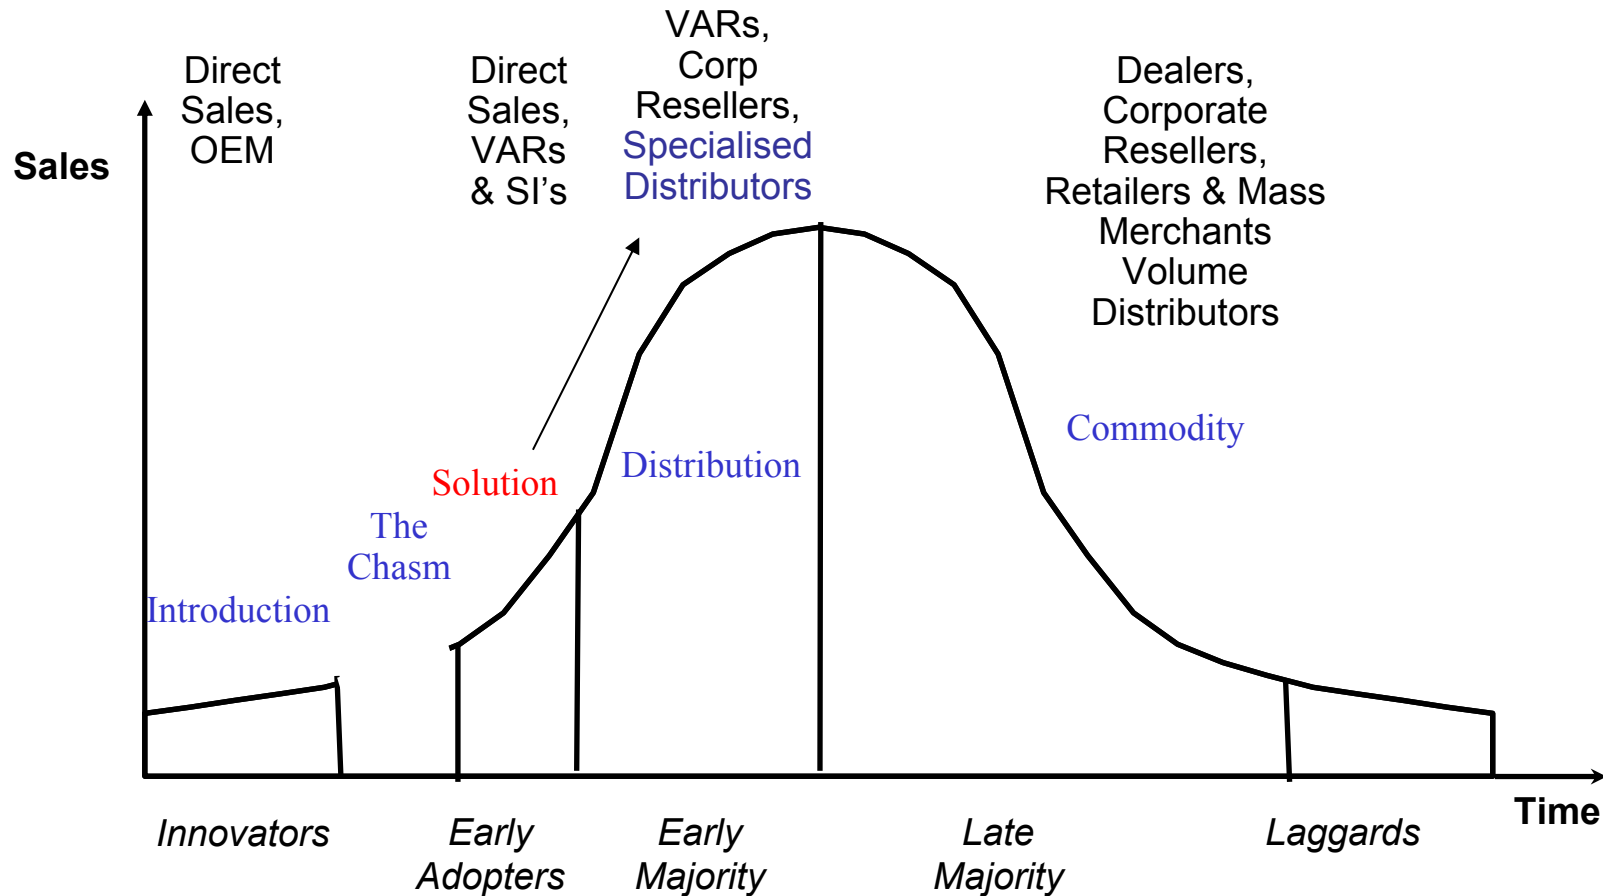 Direct
Sales,
OEM
Direct
Sales,
VARs
& SI's
VARs,
Corp
Resellers,
Specialised
Distributors
Dealers,
Corporate
Resellers,
Retailers & Mass
Merchants
Volume
Distributors
Sales
Commodity
Distribution
Solution
The
Chasm
Introduction
Time
Innovators
Early
Adopters
Early
Majority
Late
Majority
Laggards